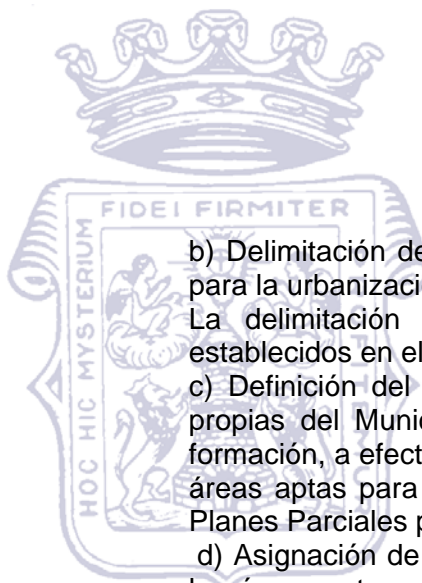 FIDEI FIRMITER
HOC HIC MYSTERIUM
b) Delimitación de
para la urbanizació
La delimitación
establecidos en el
c) Definición del
propias del Munic
formación, a efect
áreas aptas para
Planes Parciales p
d) Asignación de